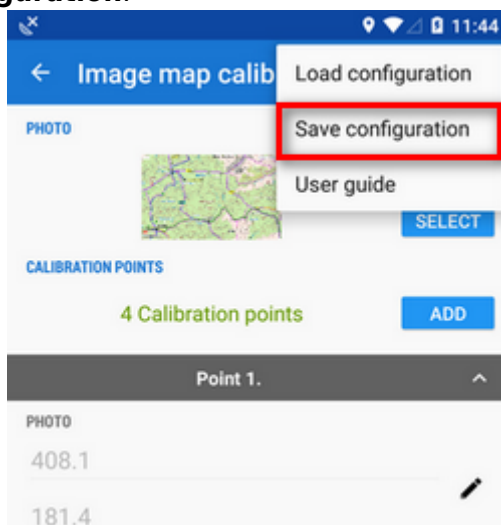 guration.
11:44
Image map calib
Load configuration
Save configuration
User guide
PHOTO
SELECT
CALIBRATION POINTS
4 Calibration points
ADD
Point 1.
PHOTO
408.1
181.4